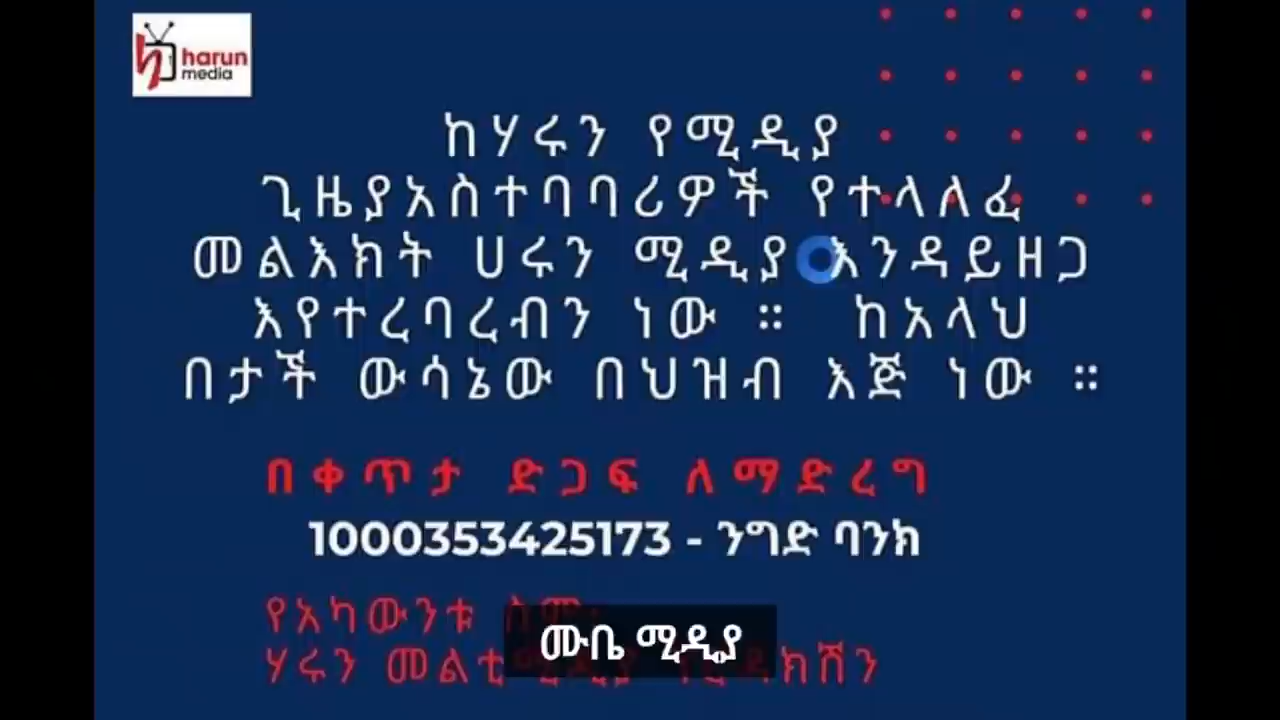 harun
media
ከሃሩን የሚዲያ
ጊዜያአስተባባሪዎች የተላለፈ
መልእክት ሀሩን ሚዲያ እንዳይዘጋ
እየተረባረብን ነው ። ከአላህ
በታች ውሳኔው በህዝብ እጅ ነው ።
በቀጥታ ድጋፍ ለማድረግ
1000353425173 - ንግድ ባንክ
የአካውንቱ
ሃሩን
ሙቤ ሚዲያ